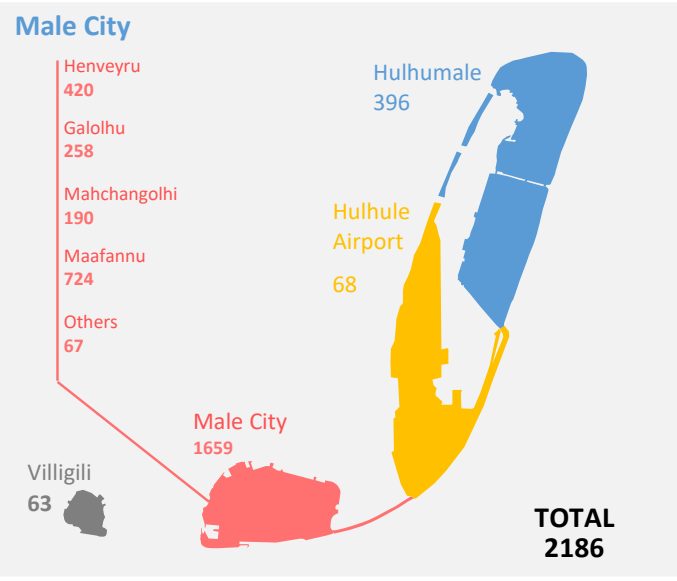 Male City
Henveyru
420
Galolhu
258
Mahchangolhi
190
Maafannu
724
Others
67
Hulhumale
396
Hulhule
Airport
68
Male City
1659
Villigili
63
TOTAL
2186